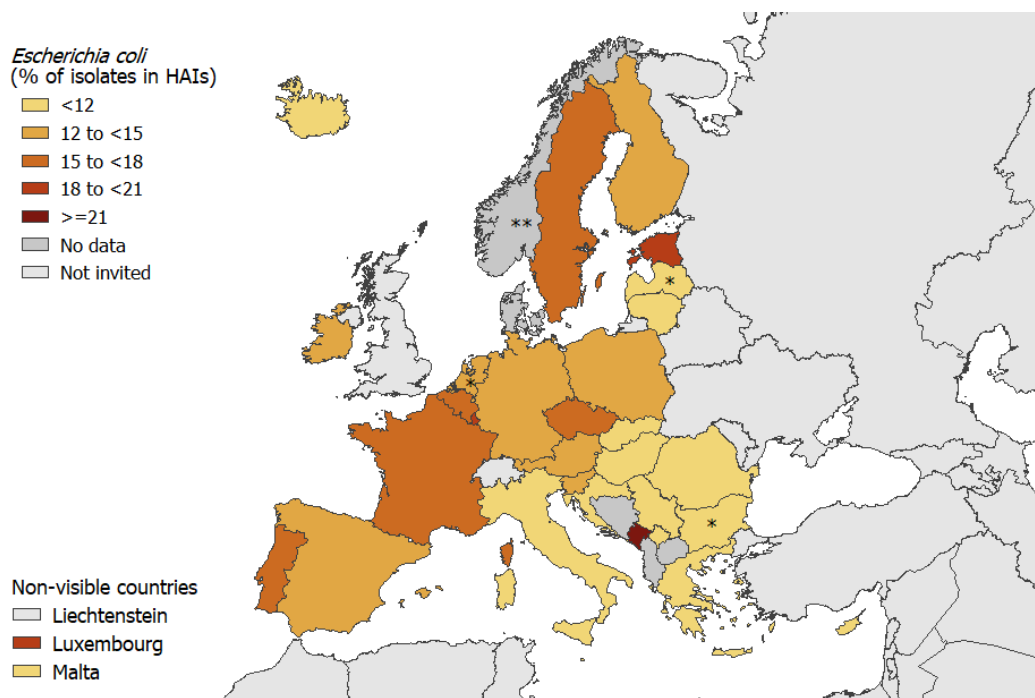 Escherichia coli
(% of isolates in HAIs)
<12
12 to <15
15 to <18
18 to <21
>=21
No data
Not invited
**
*
*
*
Non-visible countries
Liechtenstein
Luxembourg
Malta